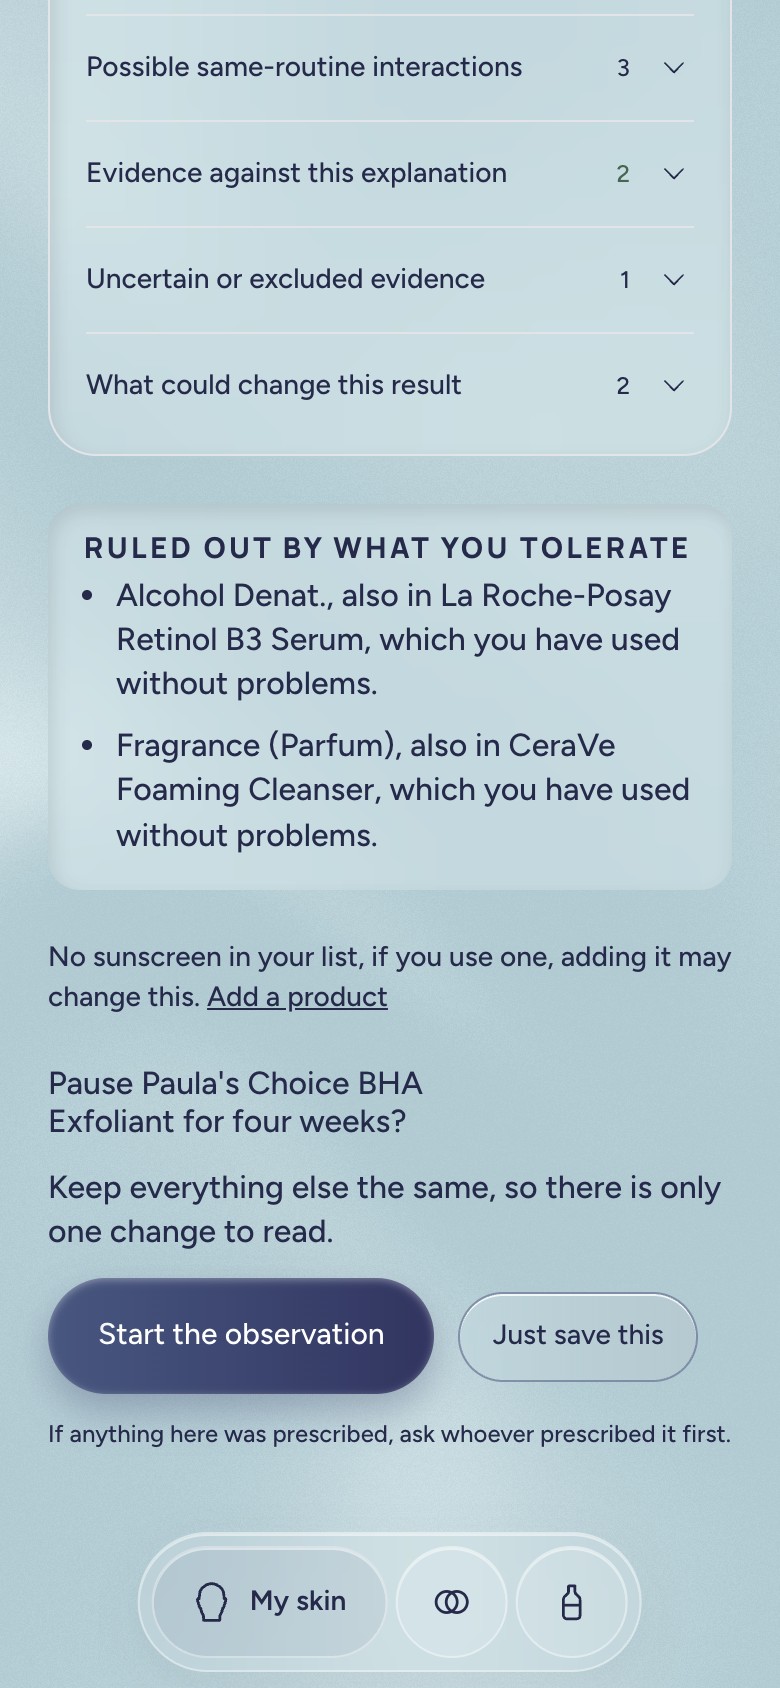 Possible same-routine interactions 3
Evidence against this explanation 2
Uncertain or excluded evidence 1
What could change this result 2
RULED OUT BY WHAT YOU TOLERATE
• Alcohol Denat., also in La Roche-Posay
Retinol B3 Serum, which you have used
without problems.
• Fragrance (Parfum), also in CeraVe
Foaming Cleanser, which you have used
without problems.
No sunscreen in your list, if you use one, adding it may
change this. Add a product
Pause Paula's Choice BHA
Exfoliant for four weeks?
Keep everything else the same, so there is only
one change to read.
Start the observation
Just save this
If anything here was prescribed, ask whoever prescribed it first.
My skin